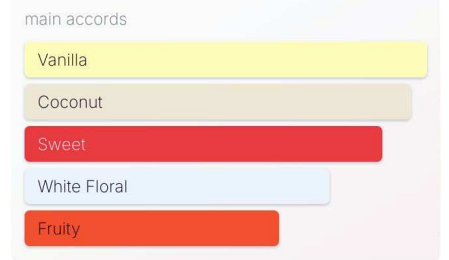 main accords
Vanilla
Coconut
Sweet
White Floral
Fruity